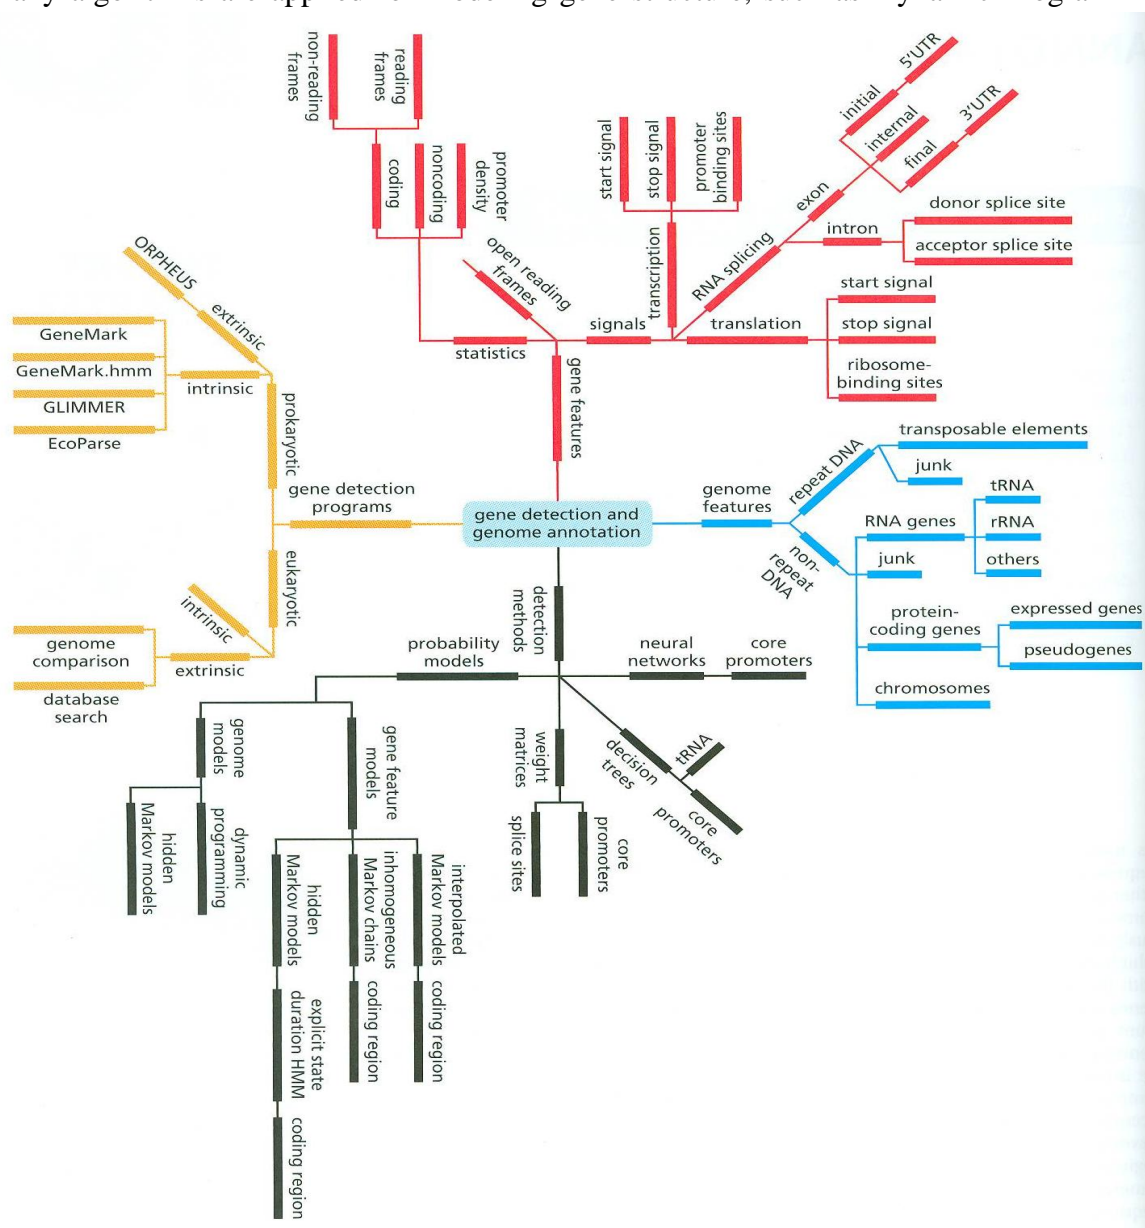 non-reading
frames
reading
frames
coding
noncoding
promoter
density
open reading
frames
statistics
start signal
stop signal
promoter
binding sites
transcription
signals
gene features
RNA splicing
exon
initial
5'UTR
internal
final
3'UTR
intron
donor splice site
acceptor splice site
translation
start signal
stop signal
ribosome-
binding sites
ORPHEUS
extrinsic
GeneMark
GeneMark.hmm
GLIMMER
EcoParse
intrinsic
prokaryotic
gene detection
programs
eukaryotic
intrinsic
extrinsic
genome
comparison
database
search
gene detection and
genome annotation
genome
features
repeat DNA
transposable elements
junk
non-
repeat
DNA
RNA genes
tRNA
rRNA
others
junk
protein-
coding genes
expressed genes
pseudogenes
chromosomes
detection
methods
probability
models
neural
networks
core
promoters
decision
trees
tRNA
core
promoters
weight
matrices
splice sites
core
promoters
genome
models
hidden
Markov models
dynamic
programming
gene feature
models
hidden
Markov models
explicit state
duration HMM
coding region
inhomogeneous
Markov chains
coding region
interpolated
Markov models
coding region